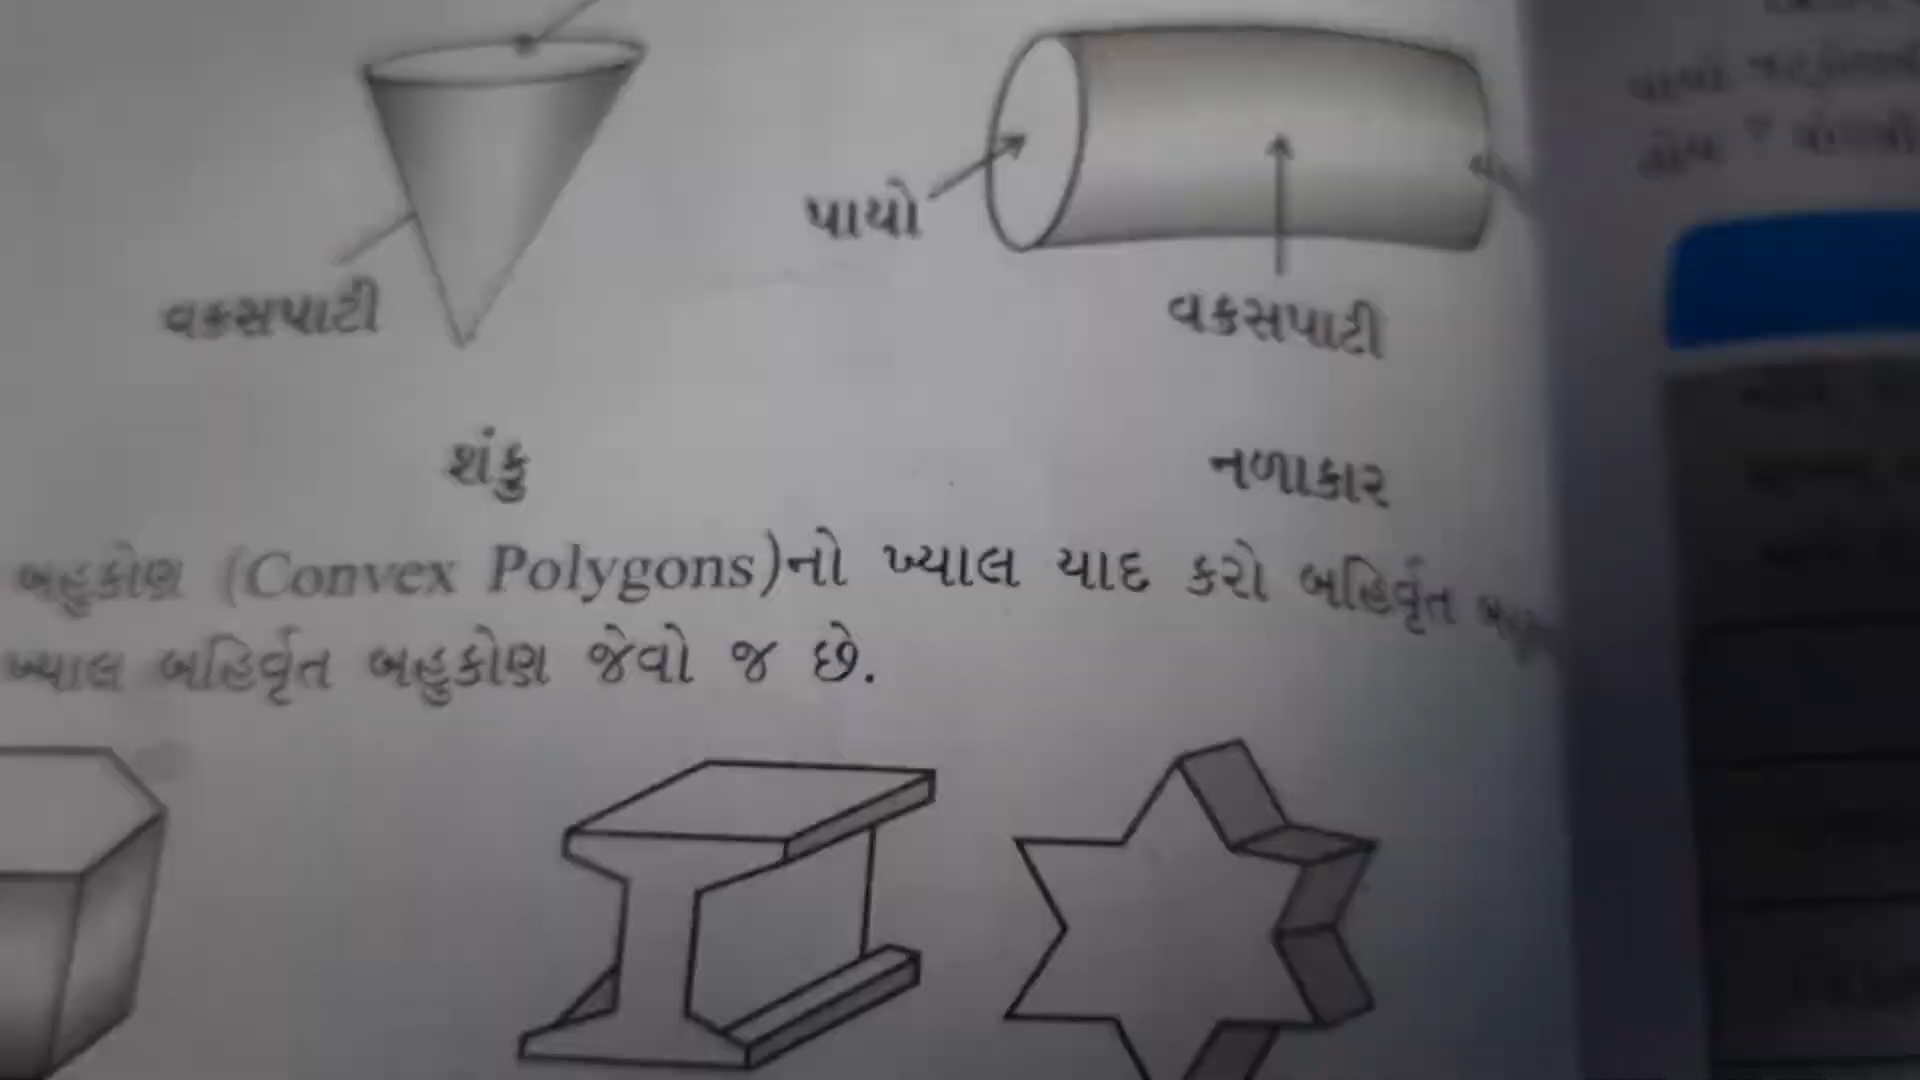 પાયો
વક્રસપાટી
વક્રસપાટી
શંકુ
નળાકાર
બહુકોણ (Convex Polygons)નો ખ્યાલ યાદ કરો બહિર્વૃત
ખ્યાલ બહિર્વૃત બહુકોણ જેવો જ છે.